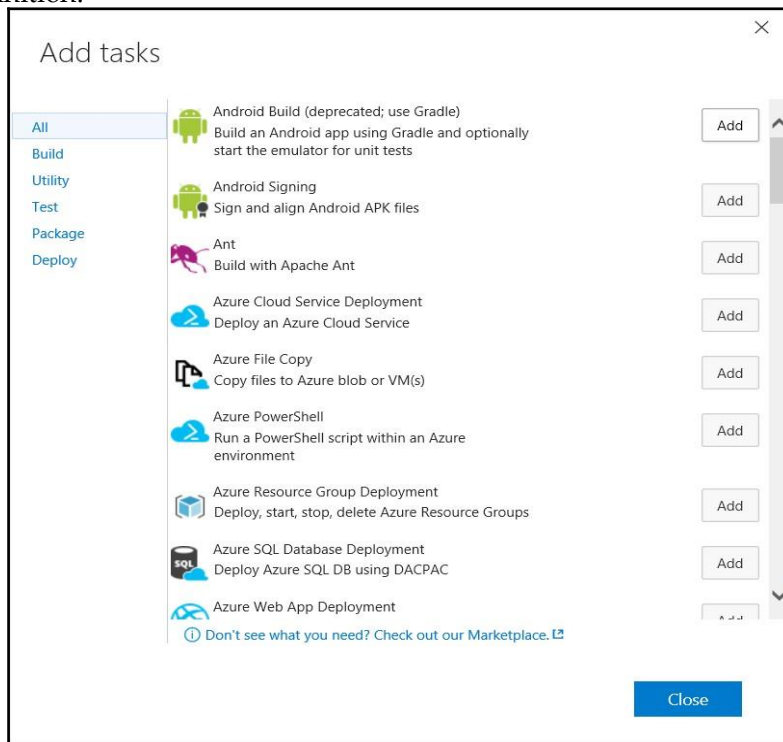 Add tasks
All
Build
Utility
Test
Package
Deploy
Android Build (deprecated; use Gradle)
Build an Android app using Gradle and optionally
start the emulator for unit tests
Add
Android Signing
Sign and align Android APK files
Add
Ant
Build with Apache Ant
Add
Azure Cloud Service Deployment
Deploy an Azure Cloud Service
Add
Azure File Copy
Copy files to Azure blob or VM(s)
Add
Azure PowerShell
Run a PowerShell script within an Azure
environment
Add
Azure Resource Group Deployment
Deploy, start, stop, delete Azure Resource Groups
Add
SQL
Azure SQL Database Deployment
Deploy Azure SQL DB using DACPAC
Add
Azure Web App Deployment
Don't see what you need? Check out our Marketplace.
Close